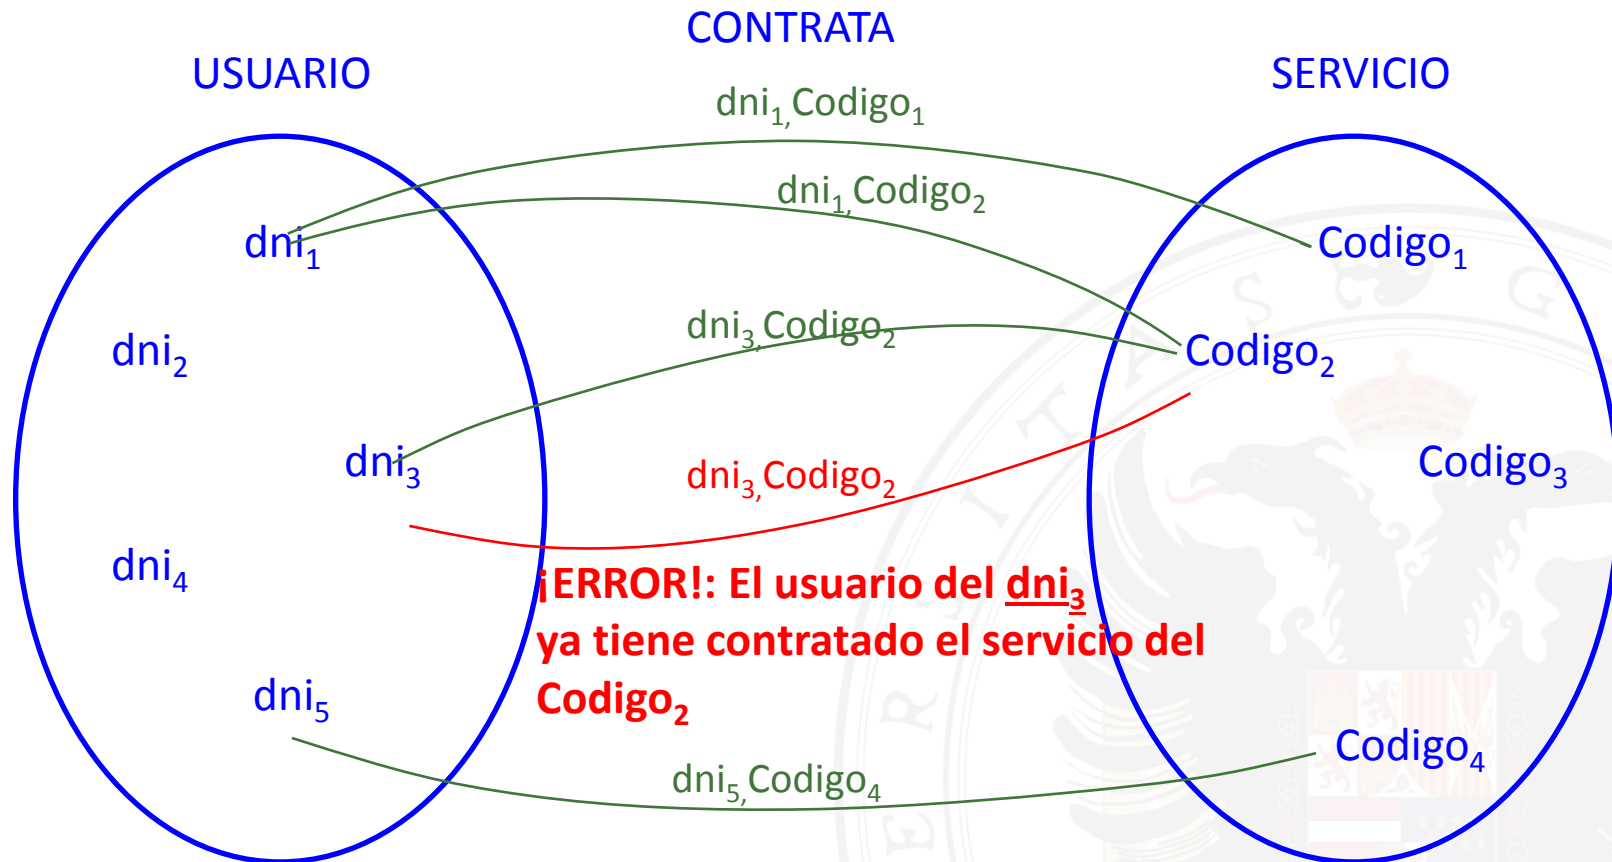 CONTRATA
USUARIO
SERVICIO
dni₁,Codigo₁
dni₁,Codigo₂
dni₁
Codigo₁
dni₃,Codigo₂
dni₂
Codigo₂
dni₃
dni₃,Codigo₂
Codigo₃
dni₄
¡ERROR!: El usuario del dni₃
ya tiene contratado el servicio del
Codigo₂
dni₅
Codigo₄
dni₅,Codigo₄
E R S I T A S G